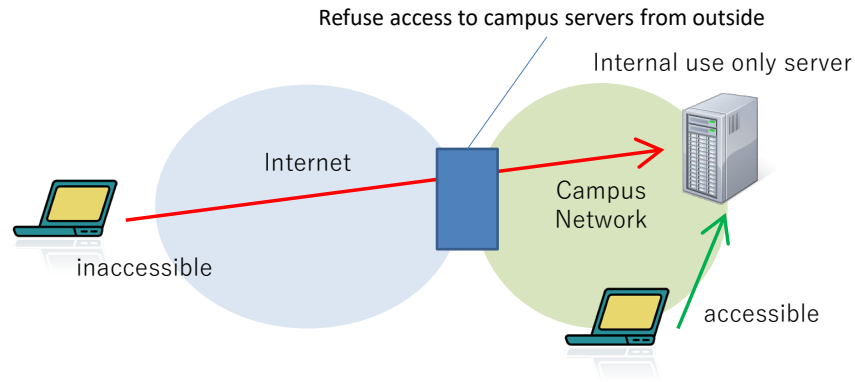 Refuse access to campus servers from outside
Internal use only server
Internet
Campus
Network
inaccessible
accessible